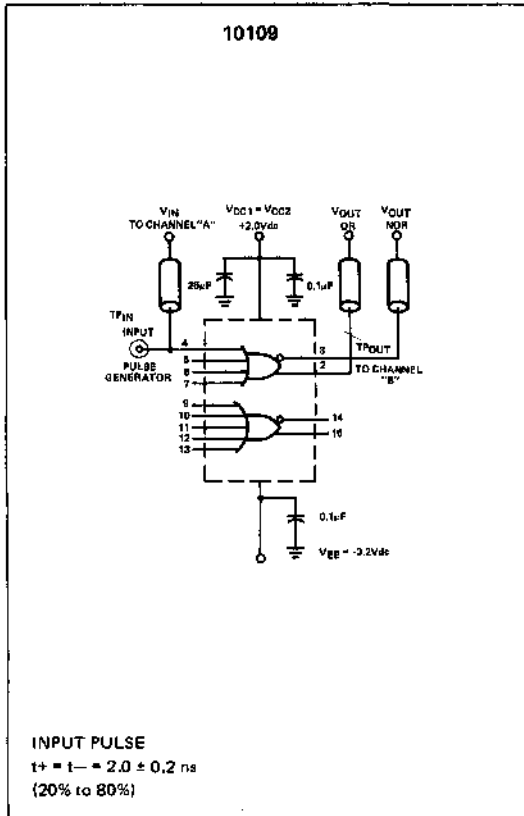 10109
VIN
TO CHANNEL "A"
VCC1 = VCC2
+2.0Vdc
VOUT
OR
VOUT
NOR
25µF
0.1µF
TPIN
INPUT
PULSE
GENERATOR
4
5
6
7
3
2
TPOUT
TO CHANNEL
"B"
9
10
11
12
13
14
15
0.1µF
VEE = -3.2Vdc
INPUT PULSE
t+ = t– = 2.0 ± 0.2 ns
(20% to 80%)